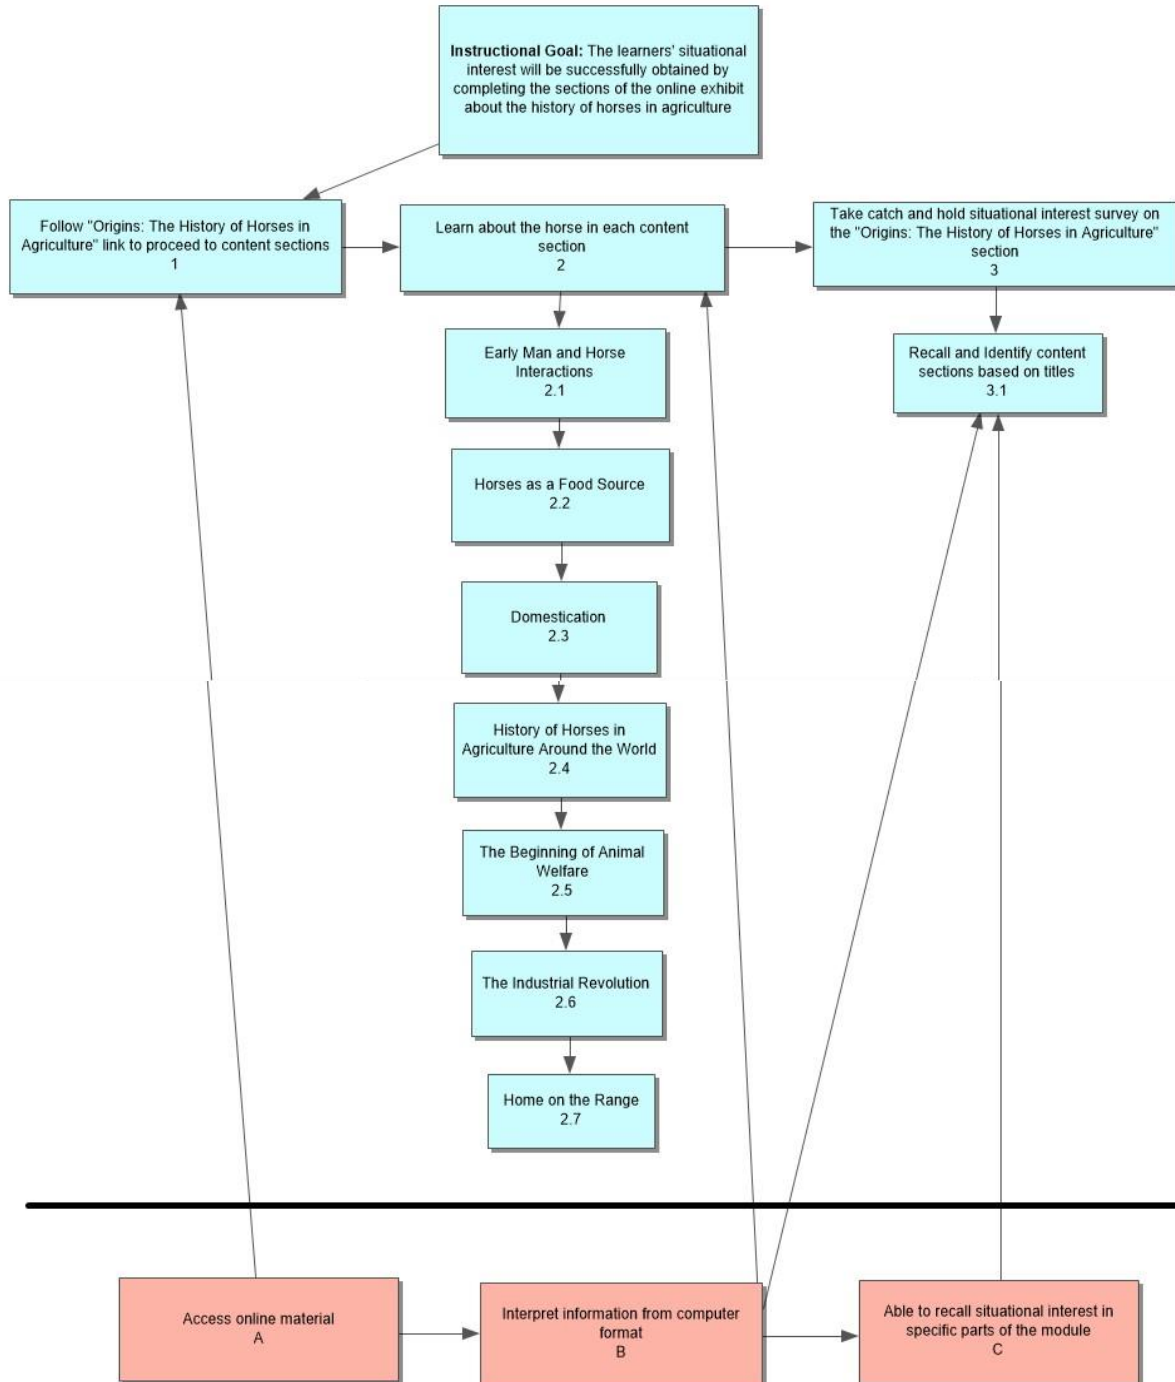 Instructional Goal: The learners' situational
interest will be successfully obtained by
completing the sections of the online exhibit
about the history of horses in agriculture
Follow "Origins: The History of Horses in
Agriculture" link to proceed to content sections
1
Learn about the horse in each content
section
2
Take catch and hold situational interest survey on
the "Origins: The History of Horses in Agriculture"
section
3
Early Man and Horse
Interactions
2.1
Recall and Identify content
sections based on titles
3.1
Horses as a Food Source
2.2
Domestication
2.3
History of Horses in
Agriculture Around the World
2.4
The Beginning of Animal
Welfare
2.5
The Industrial Revolution
2.6
Home on the Range
2.7
Access online material
A
Interpret information from computer
format
B
Able to recall situational interest in
specific parts of the module
C